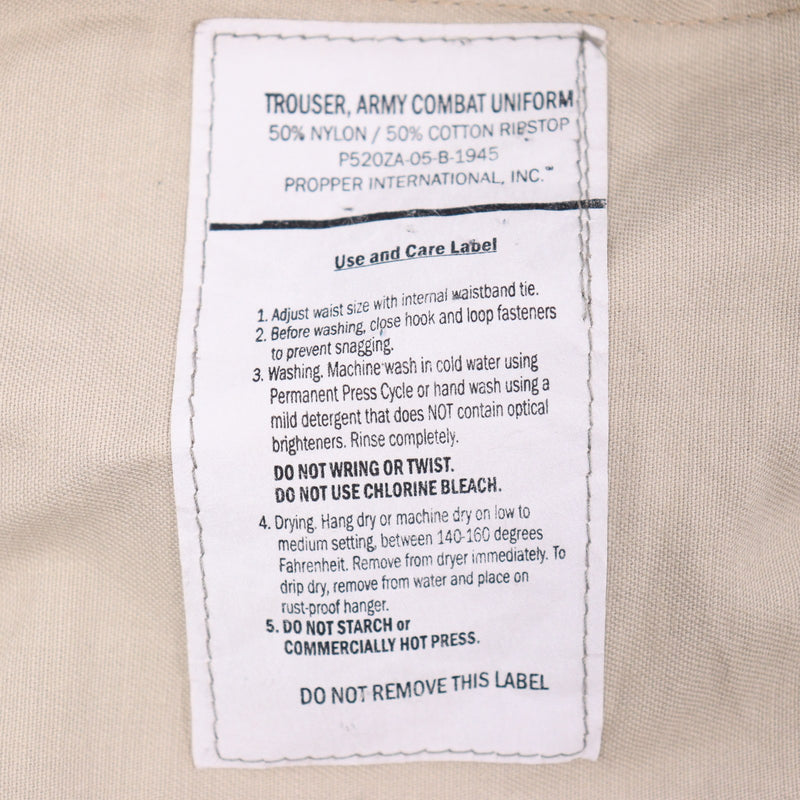 TROUSER, ARMY COMBAT UNIFORM
50% NYLON / 50% COTTON RIPSTOP
P520ZA-05-B-1945
PROPPER INTERNATIONAL, INC.™
Use and Care Label
1. Adjust waist size with internal waistband tie.
2. Before washing, close hook and loop fasteners
to prevent snagging.
3. Washing. Machine wash in cold water using
Permanent Press Cycle or hand wash using a
mild detergent that does NOT contain optical
brighteners. Rinse completely.
DO NOT WRING OR TWIST.
DO NOT USE CHLORINE BLEACH.
4. Drying. Hang dry or machine dry on low to
medium setting, between 140-160 degrees
Fahrenheit. Remove from dryer immediately. To
drip dry, remove from water and place on
rust-proof hanger.
5. DO NOT STARCH or
COMMERCIALLY HOT PRESS.
DO NOT REMOVE THIS LABEL